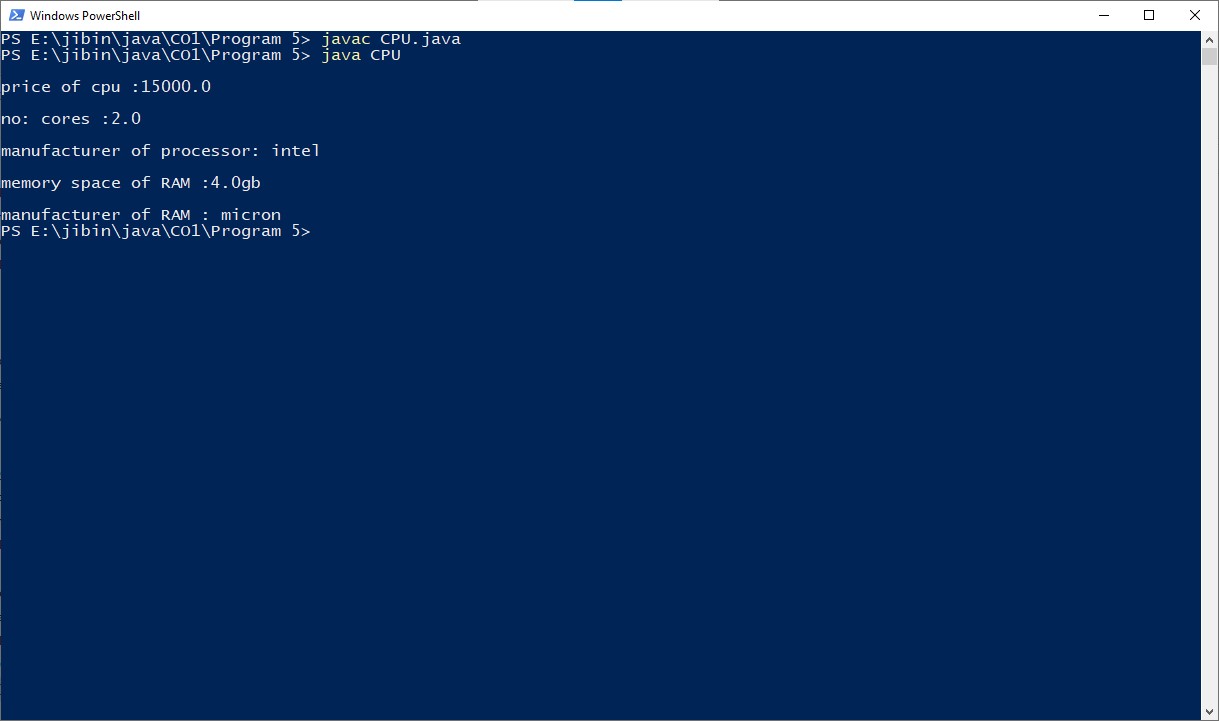 Windows PowerShell
PS E:\jibin\java\CO1\Program 5> javac CPU.java
PS E:\jibin\java\CO1\Program 5> java CPU
price of cpu :15000.0
no: cores :2.0
manufacturer of processor: intel
memory space of RAM :4.0gb
manufacturer of RAM : micron
PS E:\jibin\java\CO1\Program 5>